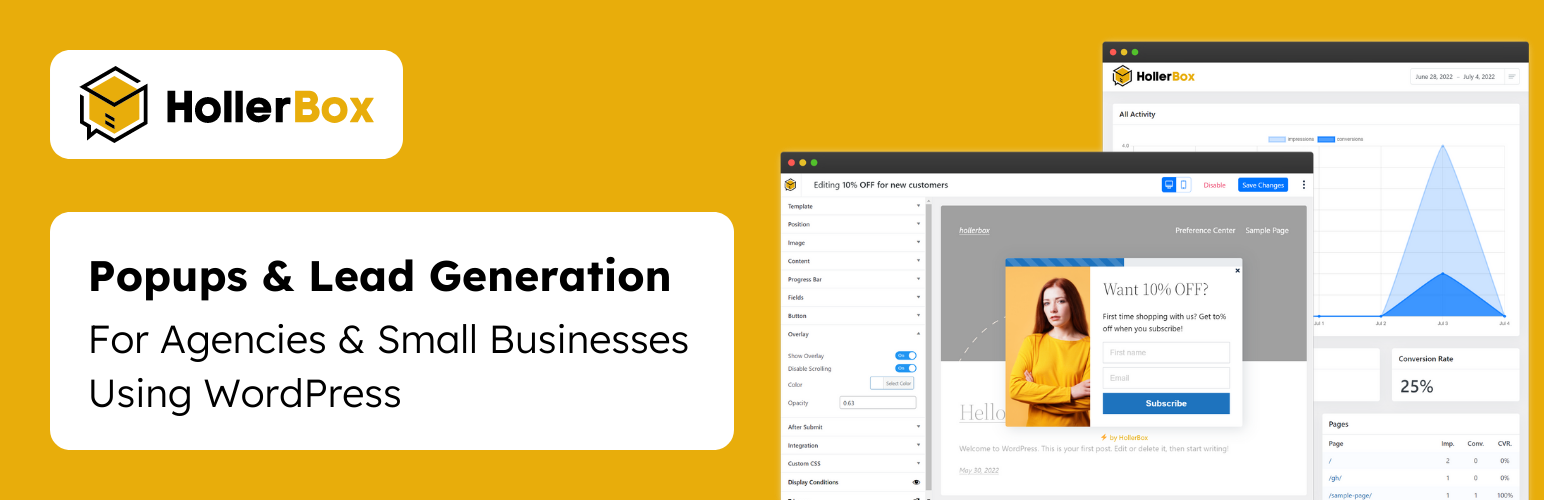 HollerBox
Popups & Lead Generation
For Agencies & Small Businesses
Using WordPress
HollerBox
June 28, 2022 - July 4, 2022
All Activity
impressions conversions
4.0
Jul 1 Jul 2 Jul 3 Jul 4
Conversion Rate
25%
Pages
Page Imp. Conv. CVR.
/ 2 0 0%
/gh/ 1 0 0%
/sample-page/ 1 1 100%
Editing 10% OFF for new customers
Disable
Save Changes
Template
Position
Image
Content
Progress Bar
Fields
Button
Overlay
Show Overlay On
Disable Scrolling On
Color Select Color
Opacity 0.63
After Submit
Integration
Custom CSS
Display Conditions
hollerbox
Preference Center Sample Page
Want 10% OFF?
First time shopping with us? Get to%
off when you subscribe!
First name
Email
Subscribe
by HollerBox
Hello
Welcome to WordPress. This is your first post. Edit or delete it, then start writing!
May 30, 2022